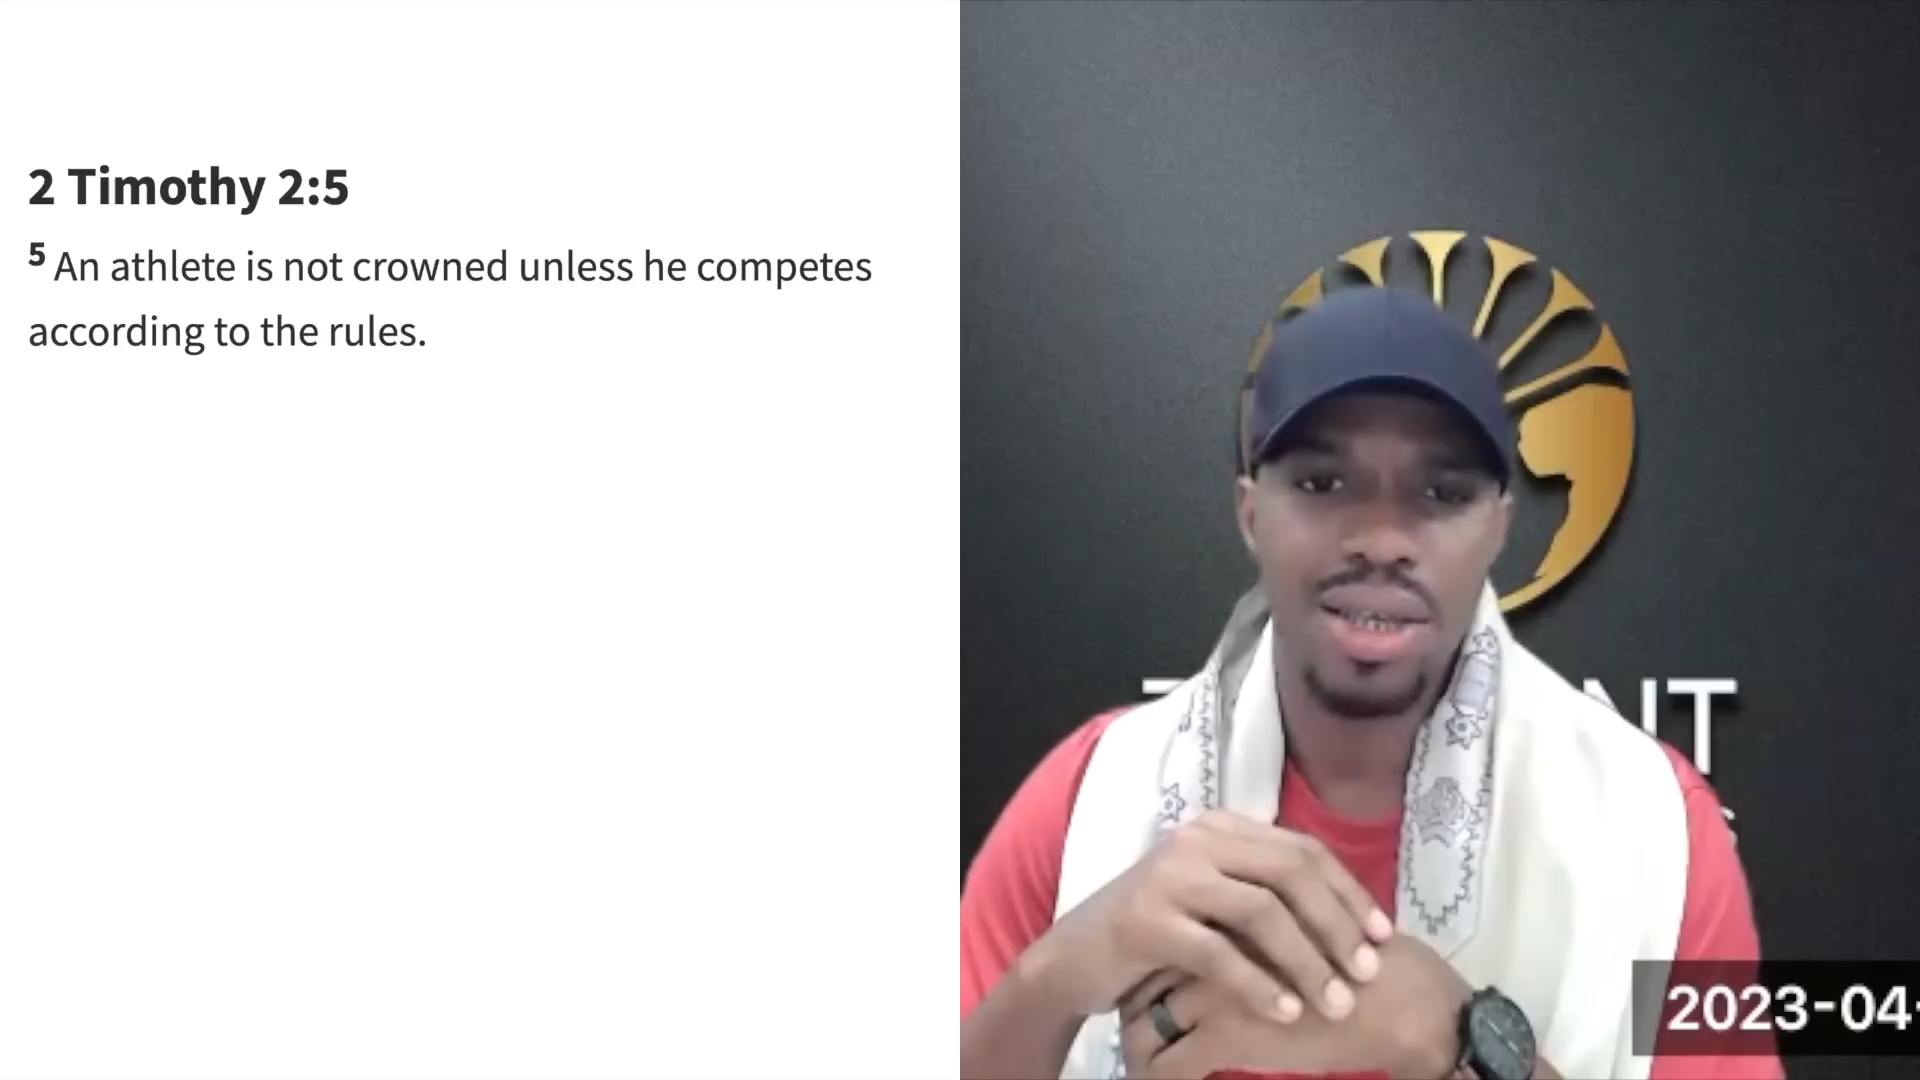 2 Timothy 2:5
5 An athlete is not crowned unless he competes
according to the rules.
NT
2023-04-